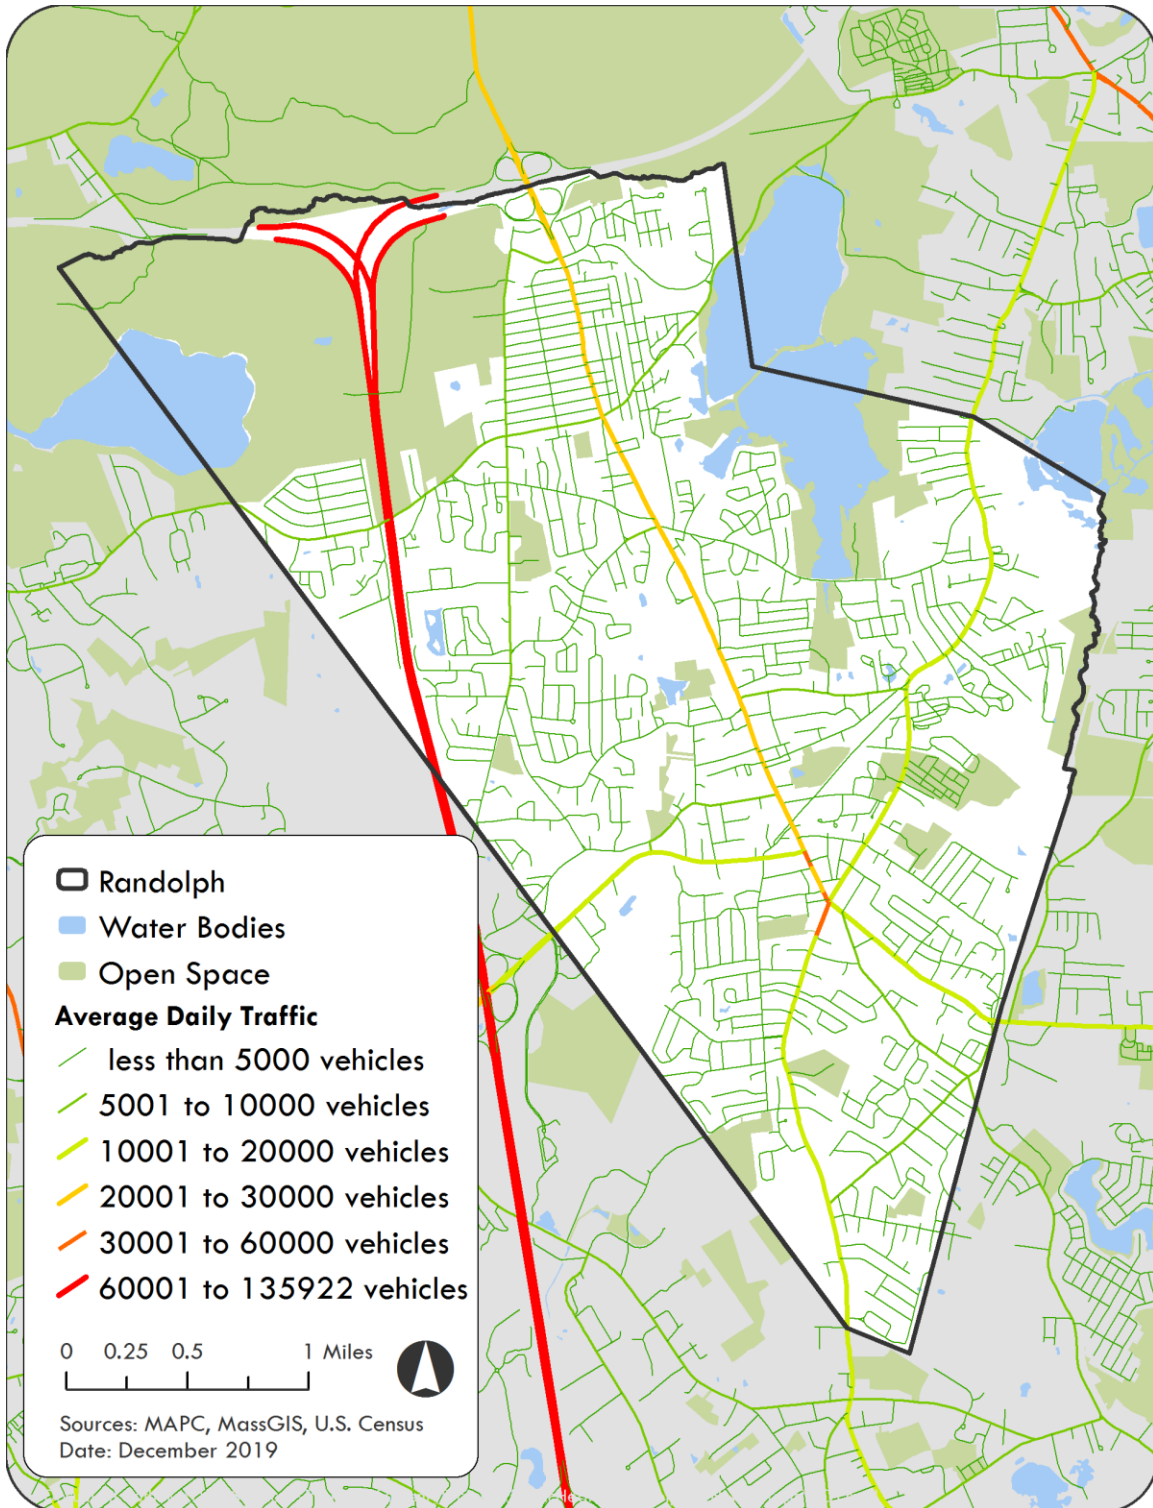 Randolph
Water Bodies
Open Space
Average Daily Traffic
less than 5000 vehicles
5001 to 10000 vehicles
10001 to 20000 vehicles
20001 to 30000 vehicles
30001 to 60000 vehicles
60001 to 135922 vehicles
0 0.25 0.5 1 Miles
Sources: MAPC, MassGIS, U.S. Census
Date: December 2019